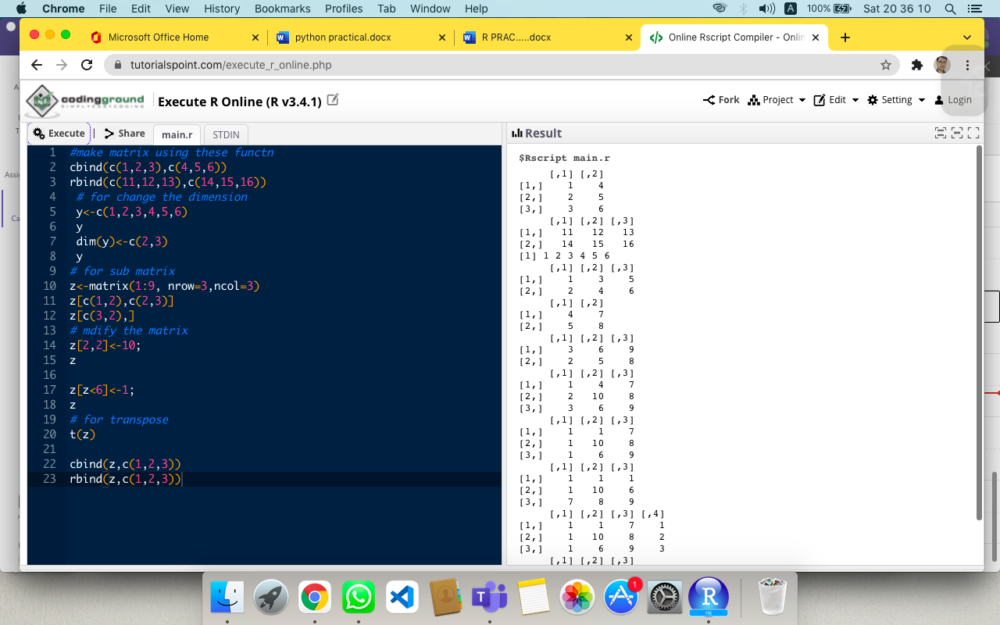 Chrome File Edit View History Bookmarks Profiles Tab Window Help A 100% Sat 20 36 10
Microsoft Office Home
python practical.docx
R PRAC.....docx
Online Rscript Compiler - Onlin
tutorialspoint.com/execute_r_online.php
codingground
SIMPLYEASYCODING
Execute R Online (R v3.4.1)
Fork Project Edit Setting Login
Execute | Share main.r STDIN
1 #make matrix using these functn
2 cbind(c(1,2,3),c(4,5,6))
3 rbind(c(11,12,13),c(14,15,16))
4 # for change the dimension
5 y<-c(1,2,3,4,5,6)
6 y
7 dim(y)<-c(2,3)
8 y
9 # for sub matrix
10 z<-matrix(1:9, nrow=3,ncol=3)
11 z[c(1,2),c(2,3)]
12 z[c(3,2),]
13 # mdify the matrix
14 z[2,2]<-10;
15 z
16
17 z[z<6]<-1;
18 z
19 # for transpose
20 t(z)
21
22 cbind(z,c(1,2,3))
23 rbind(z,c(1,2,3))
Result
$Rscript main.r
[,1] [,2]
[1,] 1 4
[2,] 2 5
[3,] 3 6
[,1] [,2] [,3]
[1,] 11 12 13
[2,] 14 15 16
[1] 1 2 3 4 5 6
[,1] [,2] [,3]
[1,] 1 3 5
[2,] 2 4 6
[,1] [,2]
[1,] 4 7
[2,] 5 8
[,1] [,2] [,3]
[1,] 3 6 9
[2,] 2 5 8
[,1] [,2] [,3]
[1,] 1 4 7
[2,] 2 10 8
[3,] 3 6 9
[,1] [,2] [,3]
[1,] 1 1 7
[2,] 1 10 8
[3,] 1 6 9
[,1] [,2] [,3]
[1,] 1 1 1
[2,] 1 10 6
[3,] 7 8 9
[,1] [,2] [,3] [,4]
[1,] 1 1 7 1
[2,] 1 10 8 2
[3,] 1 6 9 3
[,1] [,2] [,3]
Assig
Ca
T
1
R
raj